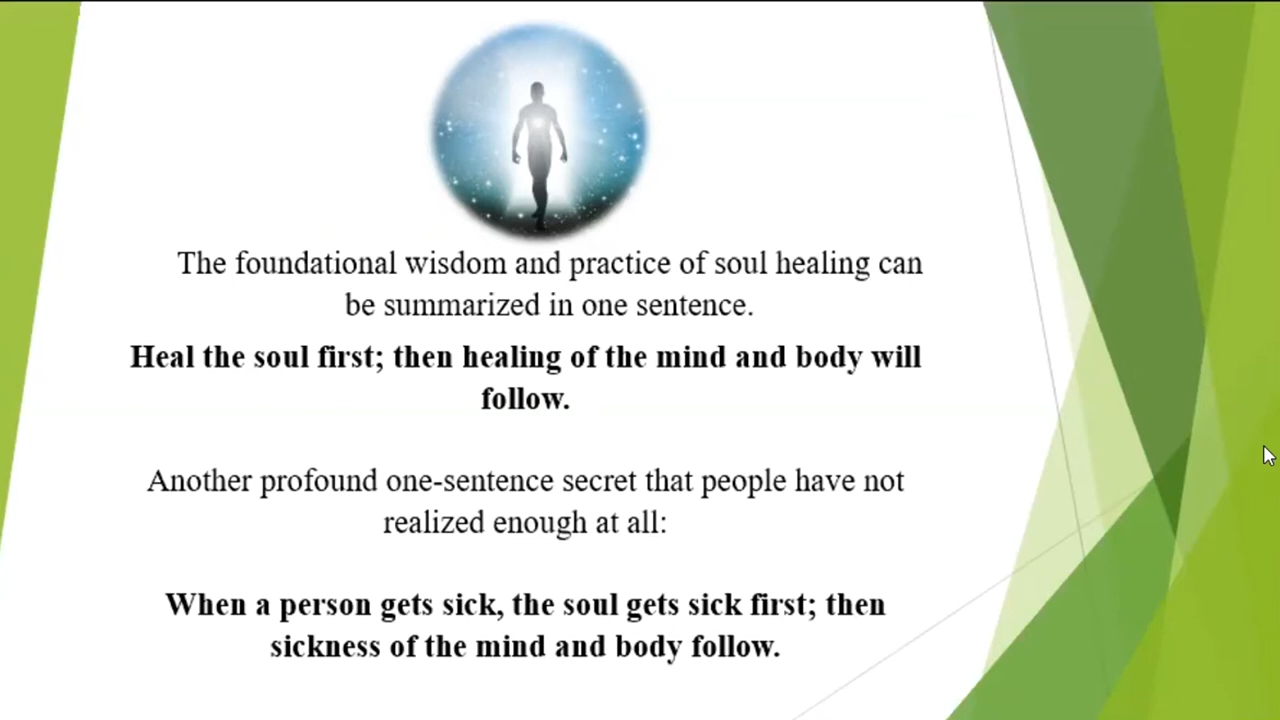 The foundational wisdom and practice of soul healing can
be summarized in one sentence.
Heal the soul first; then healing of the mind and body will
follow.
Another profound one-sentence secret that people have not
realized enough at all:
When a person gets sick, the soul gets sick first; then
sickness of the mind and body follow.